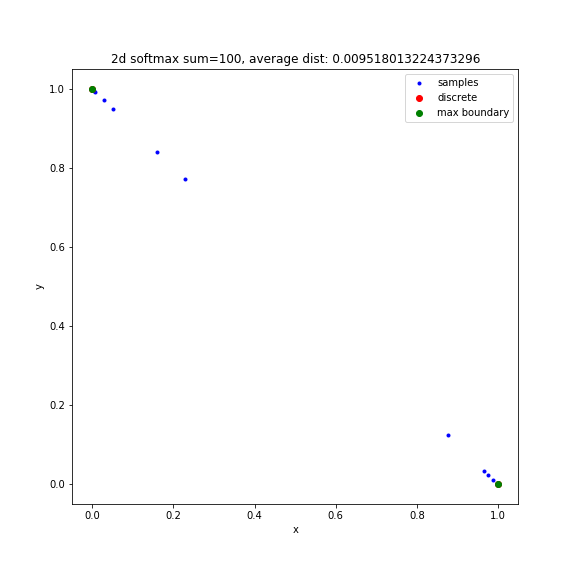 2d softmax sum=100, average dist: 0.009518013224373296
samples
discrete
max boundary
1.0
0.8
0.6
0.4
0.2
0.0
y
0.0 0.2 0.4 0.6 0.8 1.0
x